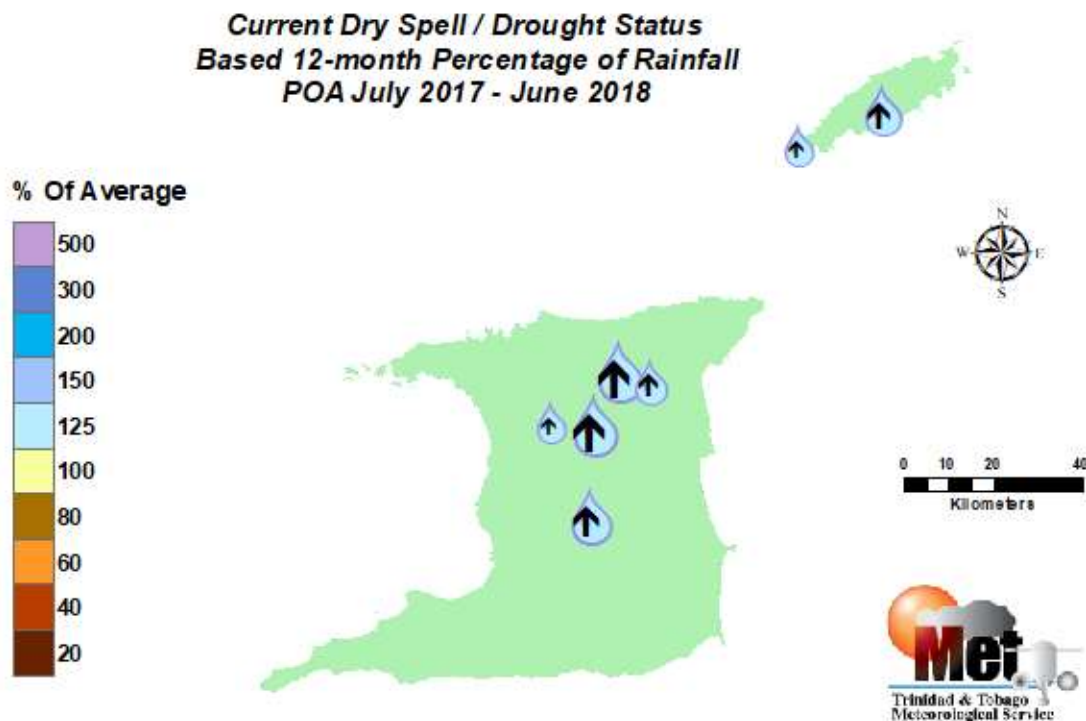 Current Dry Spell / Drought Status
Based 12-month Percentage of Rainfall
POA July 2017 - June 2018
% Of Average
500
300
200
150
125
100
80
60
40
20
N
W E
S
0 10 20 40
Kilometers
Met
Trinidad & Tobago
Meteorological Service